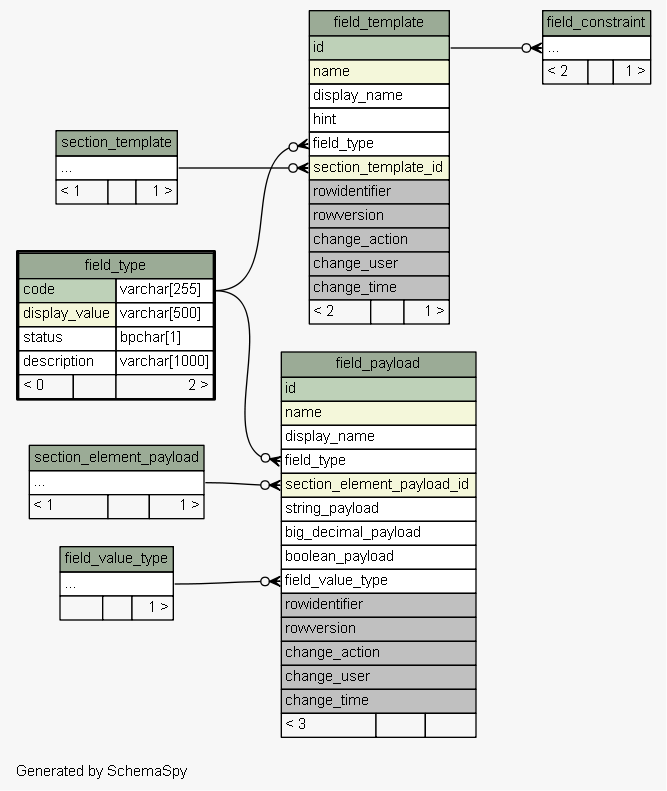 field_template
id
name
display_name
hint
field_type
section_template_id
rowidentifier
rowversion
change_action
change_user
change_time
< 2 1 >
field_constraint
...
< 2 1 >
section_template
...
< 1 1 >
field_type
code varchar[255]
display_value varchar[500]
status bpchar[1]
description varchar[1000]
< 0 2 >
field_payload
id
name
display_name
field_type
section_element_payload_id
string_payload
big_decimal_payload
boolean_payload
field_value_type
rowidentifier
rowversion
change_action
change_user
change_time
< 3
section_element_payload
...
< 1 1 >
field_value_type
...
1 >
Generated by SchemaSpy